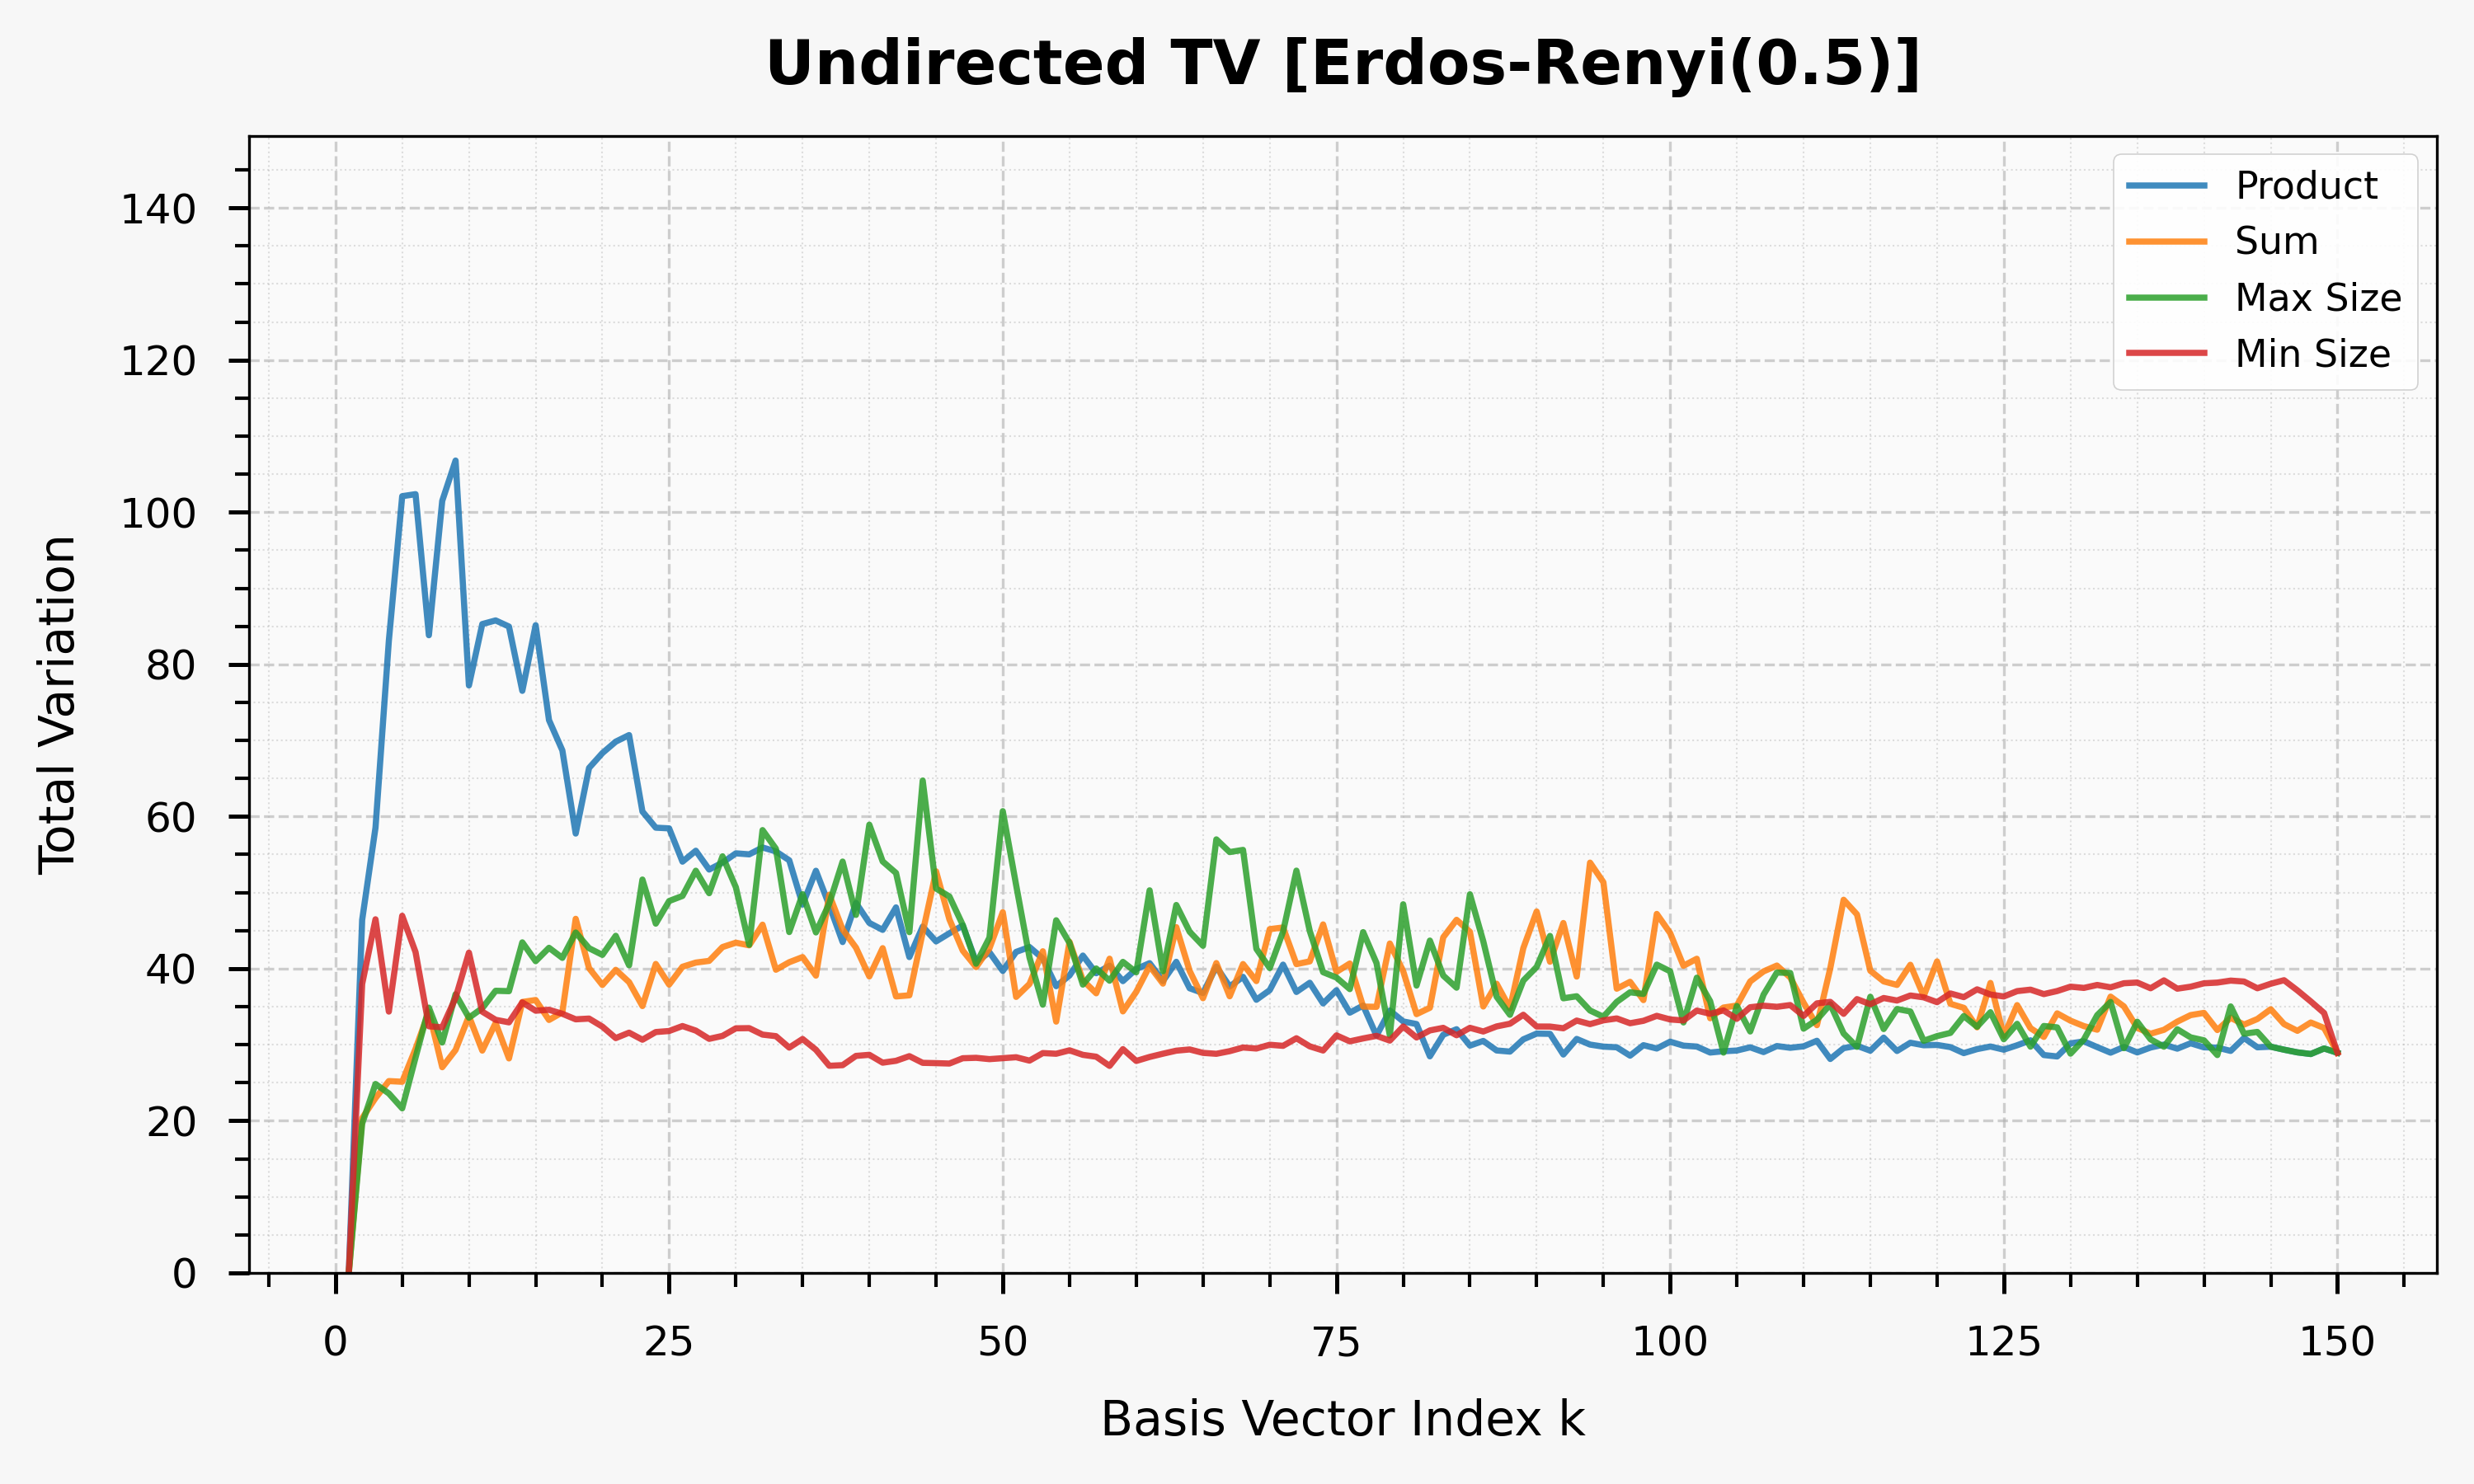 Undirected TV [Erdos-Renyi(0.5)]
Product
Sum
Max Size
Min Size
Total Variation
140
120
100
80
60
40
20
0
0 25 50 75 100 125 150
Basis Vector Index k